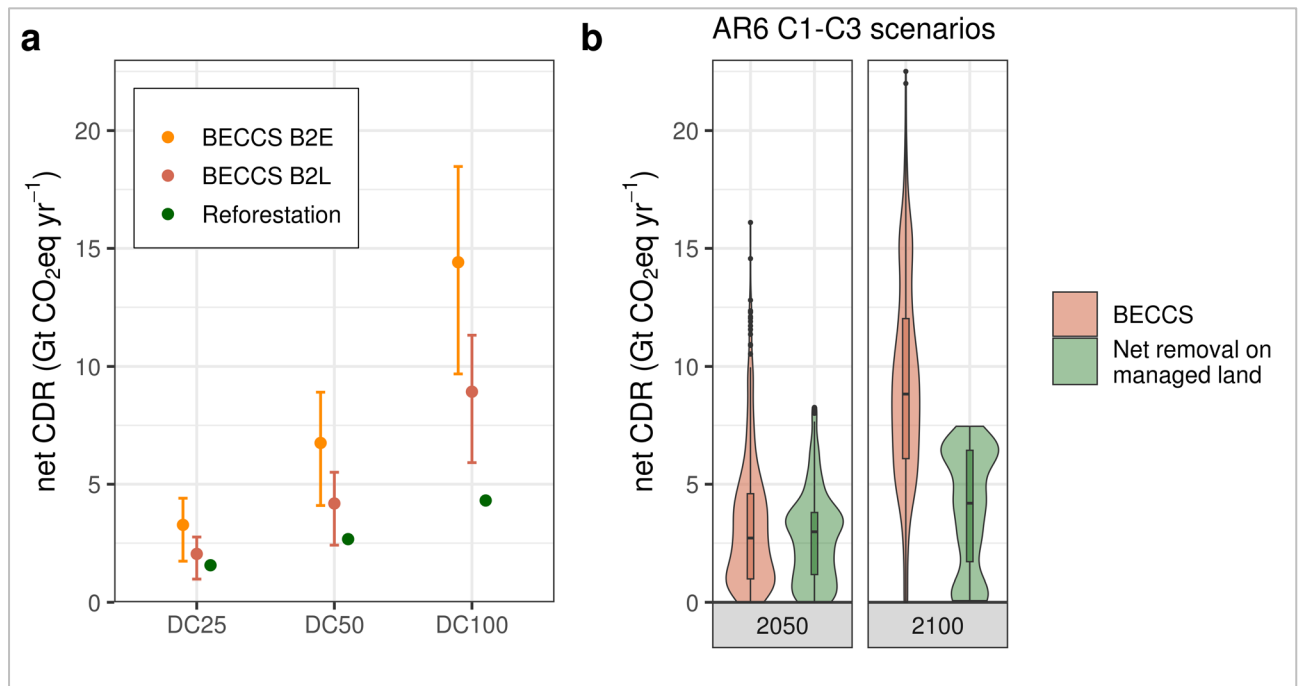 a
net CDR (Gt CO₂eq yr⁻¹)
20
15
10
5
0
BECCS B2E
BECCS B2L
Reforestation
DC25
DC50
DC100
b
AR6 C1-C3 scenarios
net CDR (Gt CO₂eq yr⁻¹)
20
15
10
5
0
2050
2100
BECCS
Net removal on
managed land